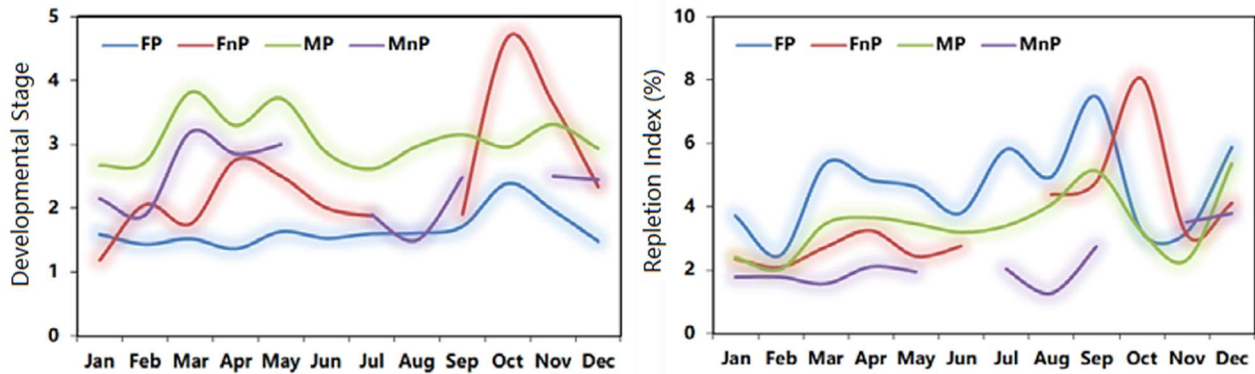 Developmental Stage
5
4
3
2
1
0
FP FnP MP MnP
Jan Feb Mar Apr May Jun Jul Aug Sep Oct Nov Dec
Repletion Index (%)
10
8
6
4
2
0
FP FnP MP MnP
Jan Feb Mar Apr May Jun Jul Aug Sep Oct Nov Dec